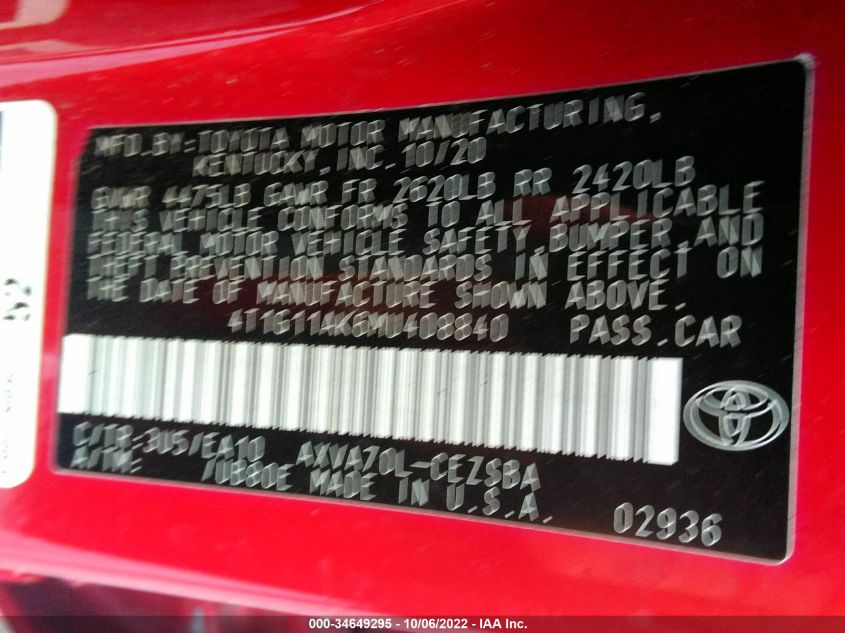 MFD.BY:TOYOTA MOTOR MANUFACTURING,
KENTUCKY, INC. 10/20
GVWR 4475LB GAWR FR 2620LB RR 2420LB
THIS VEHICLE CONFORMS TO ALL APPLICABLE
FEDERAL MOTOR VEHICLE SAFETY,BUMPER,AND
THEFT PREVENTION STANDARDS IN EFFECT ON
THE DATE OF MANUFACTURE SHOWN ABOVE.
4T1G11AK6MU408840 PASS.CAR
C/TR:3U5/EA10 AXVA70L-CEZSBA
A/TM: /UB80E MADE IN U.S.A. 02936
000-34649295 - 10/06/2022 - IAA Inc.